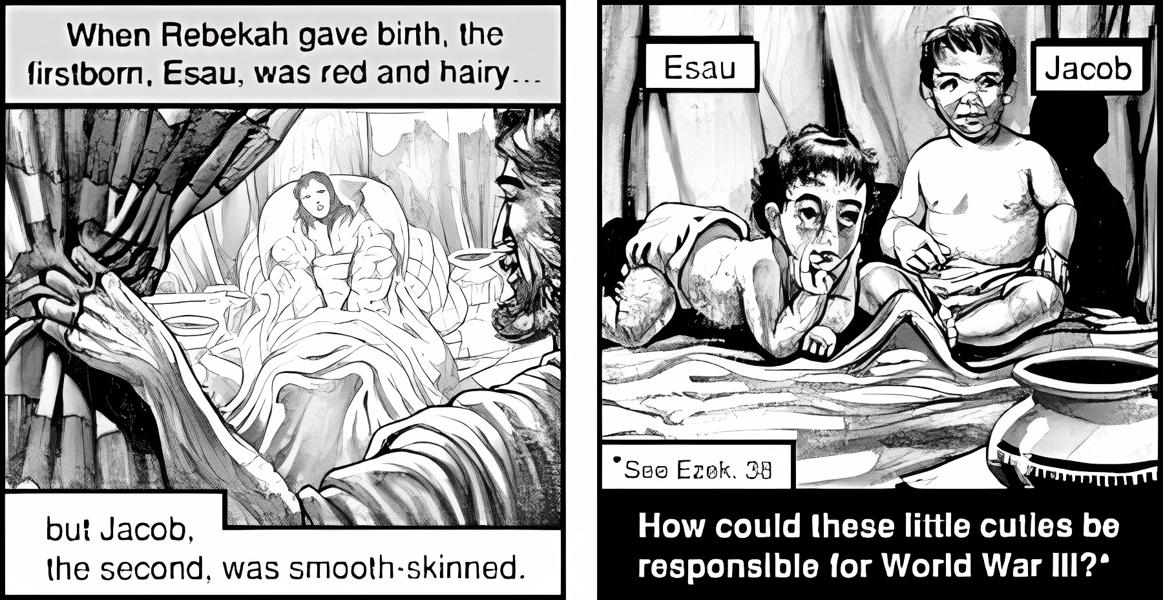 When Rebekah gave birth, the
firstborn, Esau, was red and hairy...
but Jacob,
the second, was smooth-skinned.
Esau
Jacob
*See Ezek. 38
How could these little cuties be
responsible for World War III?*